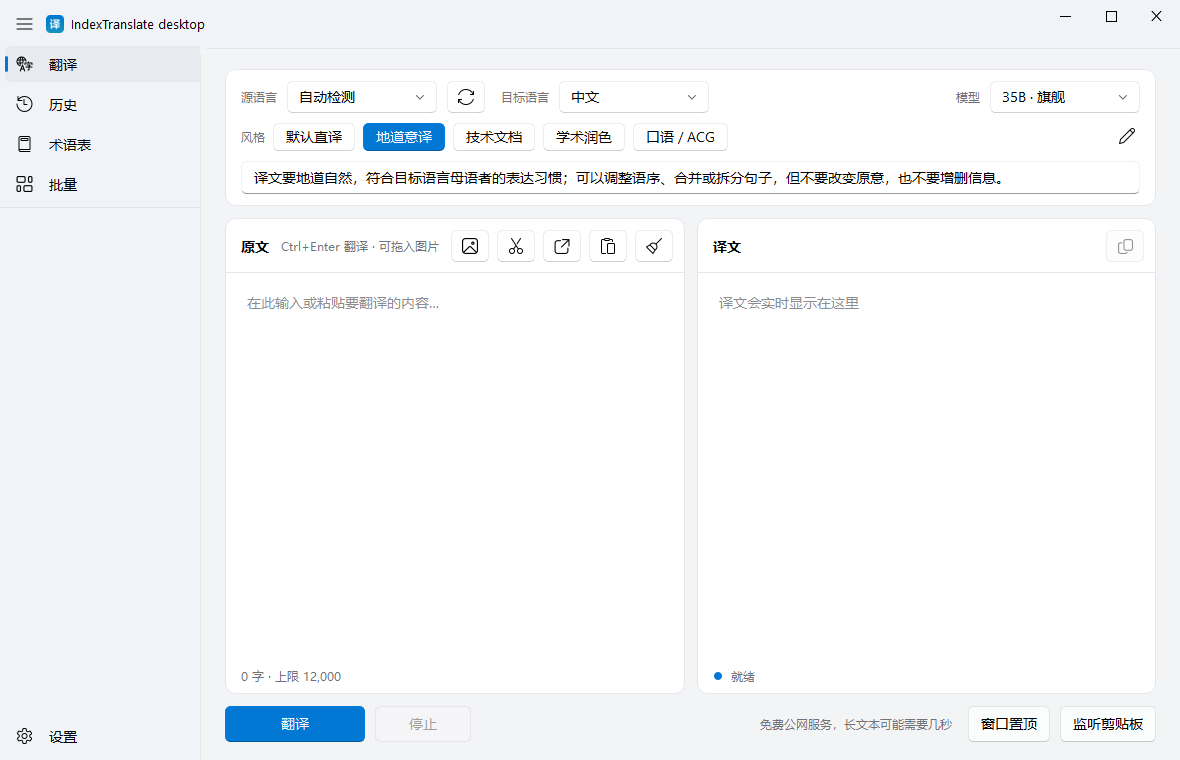 译 IndexTranslate desktop
翻译
历史
术语表
批量
设置
源语言 自动检测 目标语言 中文 模型 35B · 旗舰
风格 默认直译 地道意译 技术文档 学术润色 口语 / ACG
译文要地道自然，符合目标语言母语者的表达习惯；可以调整语序、合并或拆分句子，但不要改变原意，也不要增删信息。
原文 Ctrl+Enter 翻译 · 可拖入图片
在此输入或粘贴要翻译的内容...
0 字 · 上限 12,000
译文
译文会实时显示在这里
就绪
翻译 停止 免费公网服务，长文本可能需要几秒 窗口置顶 监听剪贴板